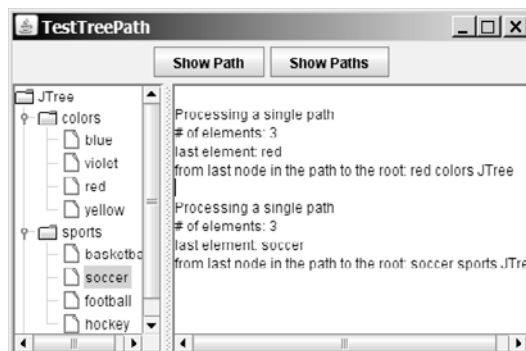 TestTreePath
Show Path Show Paths
JTree
colors
blue
violet
red
yellow
sports
basketba
soccer
football
hockey
Processing a single path
# of elements: 3
last element: red
from last node in the path to the root: red colors JTree
Processing a single path
# of elements: 3
last element: soccer
from last node in the path to the root: soccer sports JTre